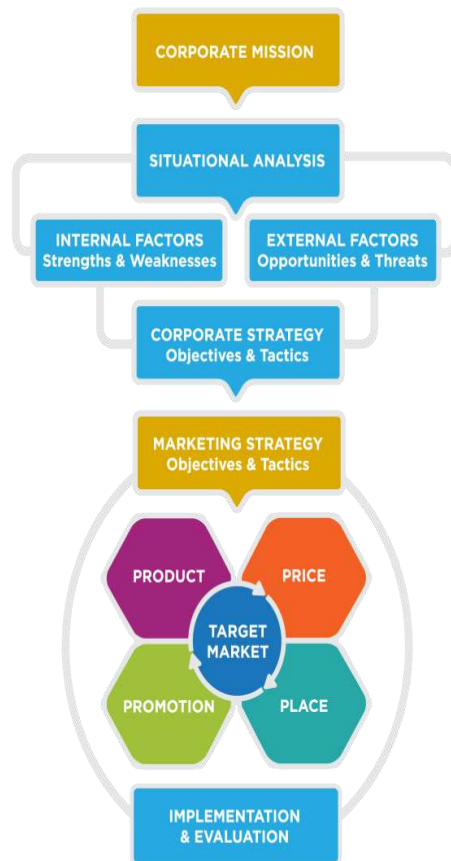 CORPORATE MISSION
SITUATIONAL ANALYSIS
INTERNAL FACTORS
Strengths & Weaknesses
EXTERNAL FACTORS
Opportunities & Threats
CORPORATE STRATEGY
Objectives & Tactics
MARKETING STRATEGY
Objectives & Tactics
PRODUCT
PRICE
TARGET
MARKET
PROMOTION
PLACE
IMPLEMENTATION
& EVALUATION